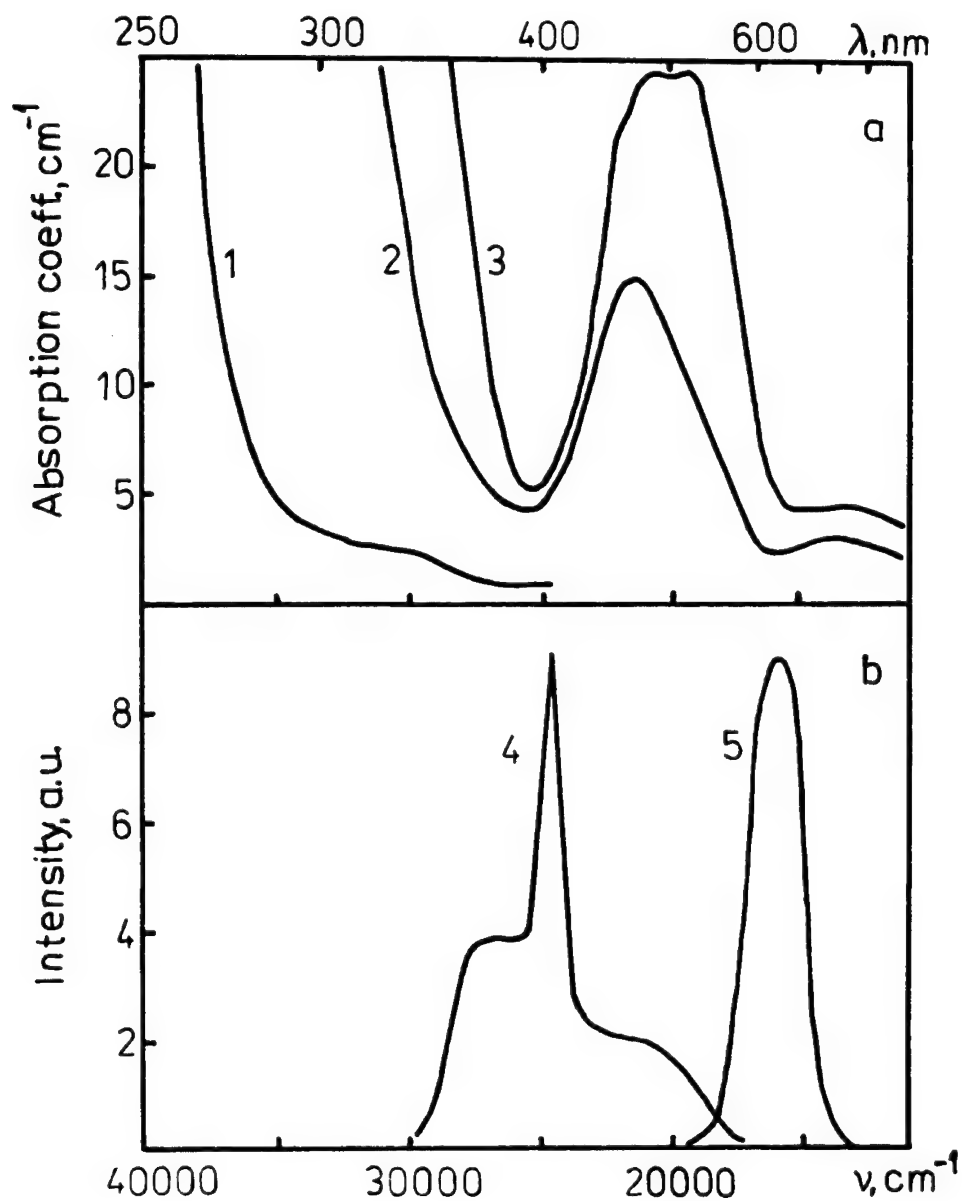 250 300 400 600 λ,nm
a
Absorption coeft.,cm⁻¹
20
15
10
5
1 2 3
b
Intensity, a.u.
8
6
4
2
4 5
40000 30000 20000 ν,cm⁻¹